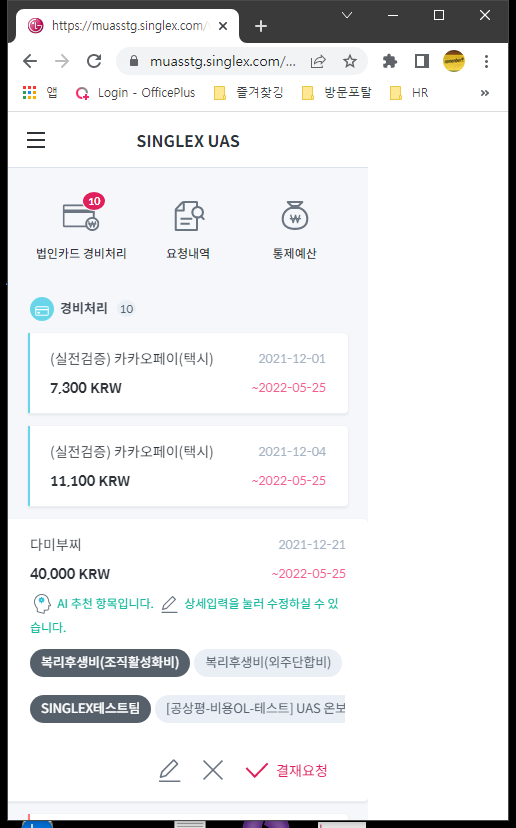 https://muasstg.singlex.com/
muasstg.singlex.com/...
앱
Login - OfficePlus
즐겨찾깅
방문포탈
HR
SINGLEX UAS
10
법인카드 경비처리
요청내역
통제예산
경비처리 10
(실전검증) 카카오페이(택시) 2021-12-01
7,300 KRW ~2022-05-25
(실전검증) 카카오페이(택시) 2021-12-04
11,100 KRW ~2022-05-25
다미부찌 2021-12-21
40,000 KRW ~2022-05-25
AI 추천 항목입니다. 상세입력을 눌러 수정하실 수 있
습니다.
복리후생비(조직활성화비) 복리후생비(외주단합비)
SINGLEX테스트팀 [공상평-비용OL-테스트] UAS 온보
결재요청